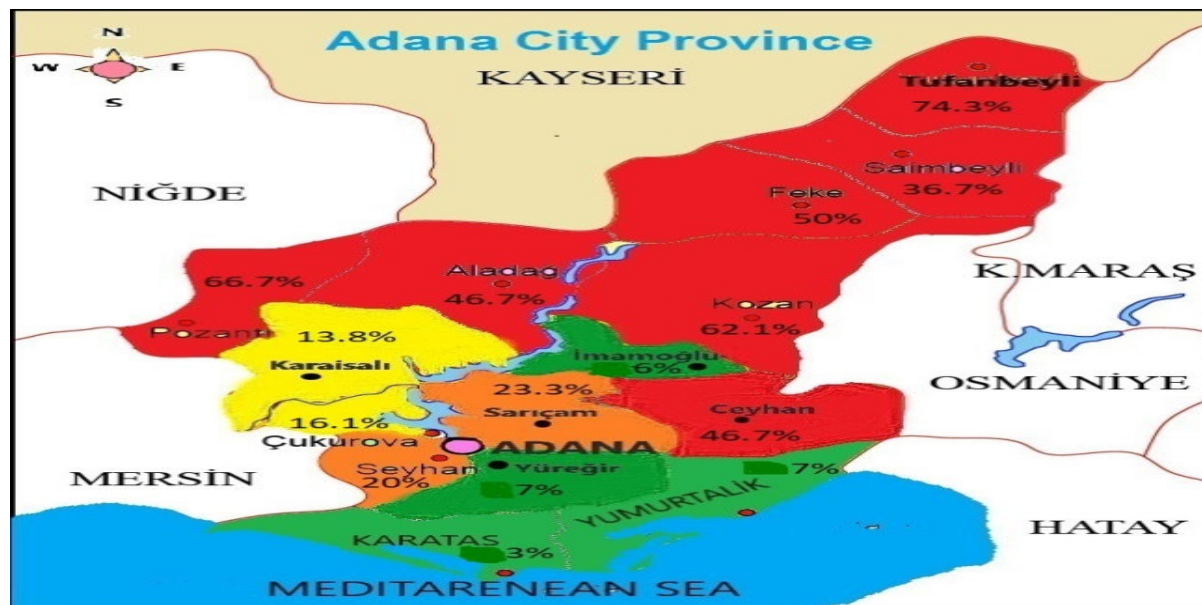 Adana City Province
N
W E
S
KAYSERİ
Tufanbeyli
74.3%
Saimbeyli
36.7%
NİĞDE
Feke
50%
K.MARAŞ
66.7%
Aladağ
46.7%
Kozan
62.1%
Pozantı
13.8%
Karaisalı
İmamoğlu
6%
OSMANİYE
23.3%
Sarıçam
Ceyhan
46.7%
16.1%
Çukurova
ADANA
MERSİN
Seyhan
20%
Yüreğir
7%
7%
YUMURTALİK
HATAY
KARATAS
3%
MEDITARENEAN SEA